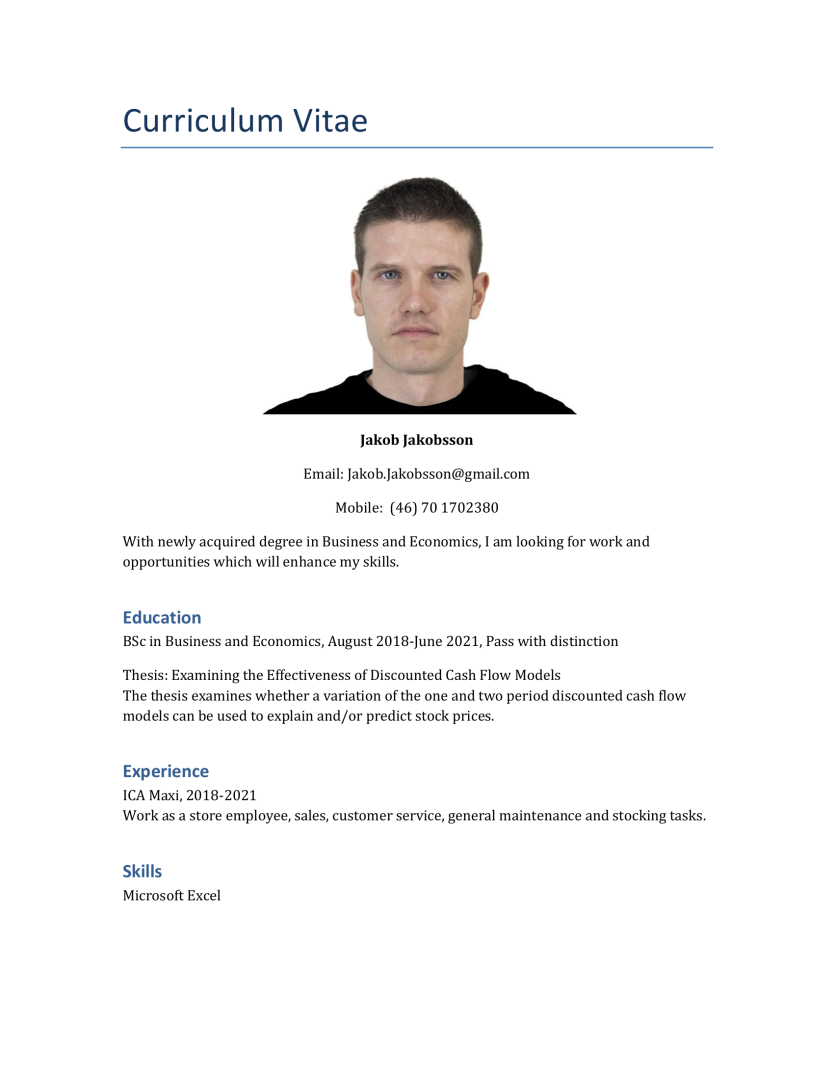 Curriculum Vitae
Jakob Jakobsson
Email: Jakob.Jakobsson@gmail.com
Mobile:  (46) 70 1702380
With newly acquired degree in Business and Economics, I am looking for work and
opportunities which will enhance my skills.
Education
BSc in Business and Economics, August 2018-June 2021, Pass with distinction
Thesis: Examining the Effectiveness of Discounted Cash Flow Models
The thesis examines whether a variation of the one and two period discounted cash flow
models can be used to explain and/or predict stock prices.
Experience
ICA Maxi, 2018-2021
Work as a store employee, sales, customer service, general maintenance and stocking tasks.
Skills
Microsoft Excel